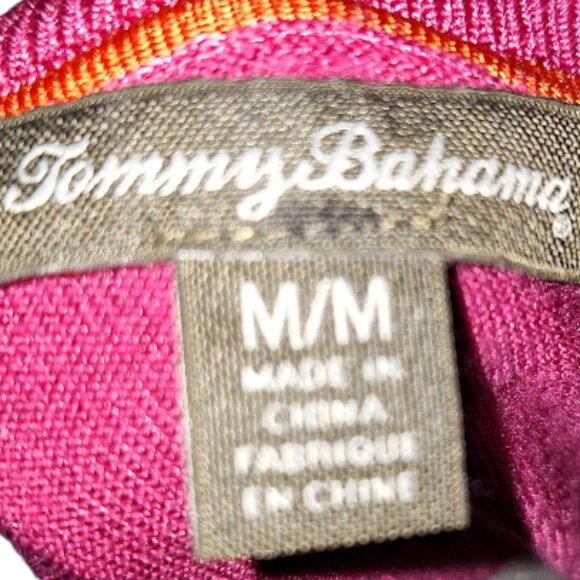 Tommy Bahama®
M/M
MADE IN
CHINA
FABRIQUE
EN CHINE